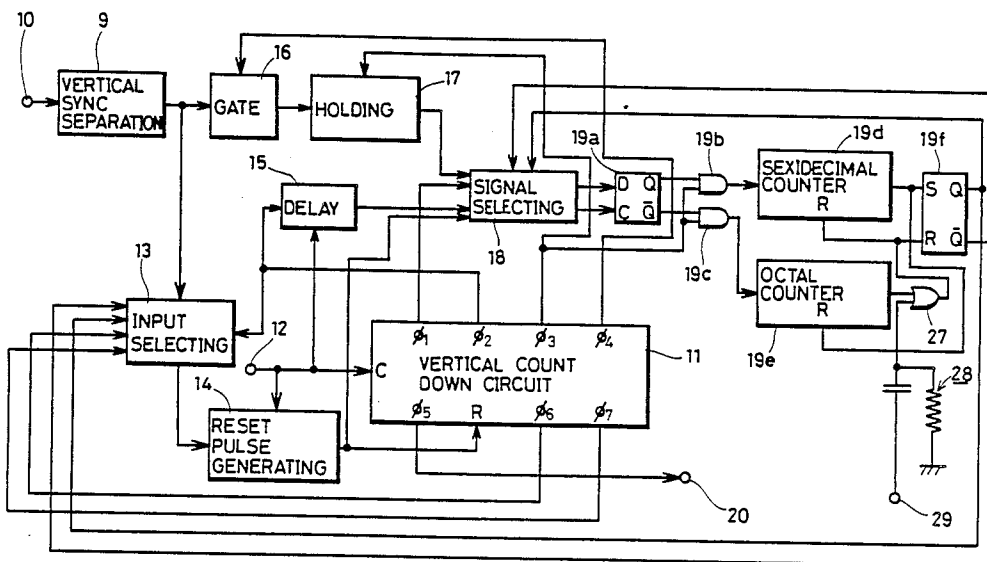 10
9
VERTICAL
SYNC
SEPARATION
16
GATE
17
HOLDING
15
DELAY
SIGNAL
SELECTING
18
19a
D Q
C Q̅
19b
19c
19d
SEXIDECIMAL
COUNTER
R
19f
S Q
R Q̅
OCTAL
COUNTER
R
19e
27
28
29
13
INPUT
SELECTING
12
14
RESET
PULSE
GENERATING
ϕ1 ϕ2 ϕ3 ϕ4
C
VERTICAL COUNT
DOWN CIRCUIT
ϕ5 R ϕ6 ϕ7
11
20